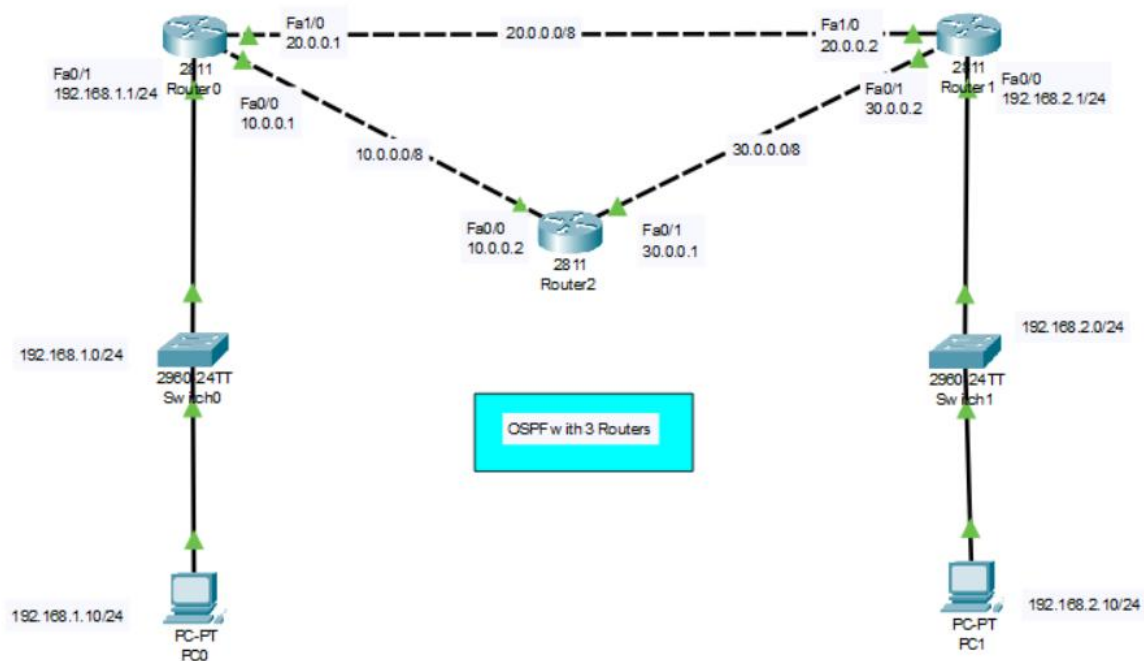 Fa1/0
20.0.0.1
20.0.0.0/8
Fa1/0
20.0.0.2
2811
Router0
2811
Router1
Fa0/1
192.168.1.1/24
Fa0/0
10.0.0.1
Fa0/1
30.0.0.2
Fa0/0
192.168.2.1/24
10.0.0.0/8
30.0.0.0/8
Fa0/0
10.0.0.2
Fa0/1
30.0.0.1
2811
Router2
192.168.1.0/24
2960-24TT
Switch0
192.168.2.0/24
2960-24TT
Switch1
OSPF with 3 Routers
192.168.1.10/24
PC-PT
PC0
192.168.2.10/24
PC-PT
PC1